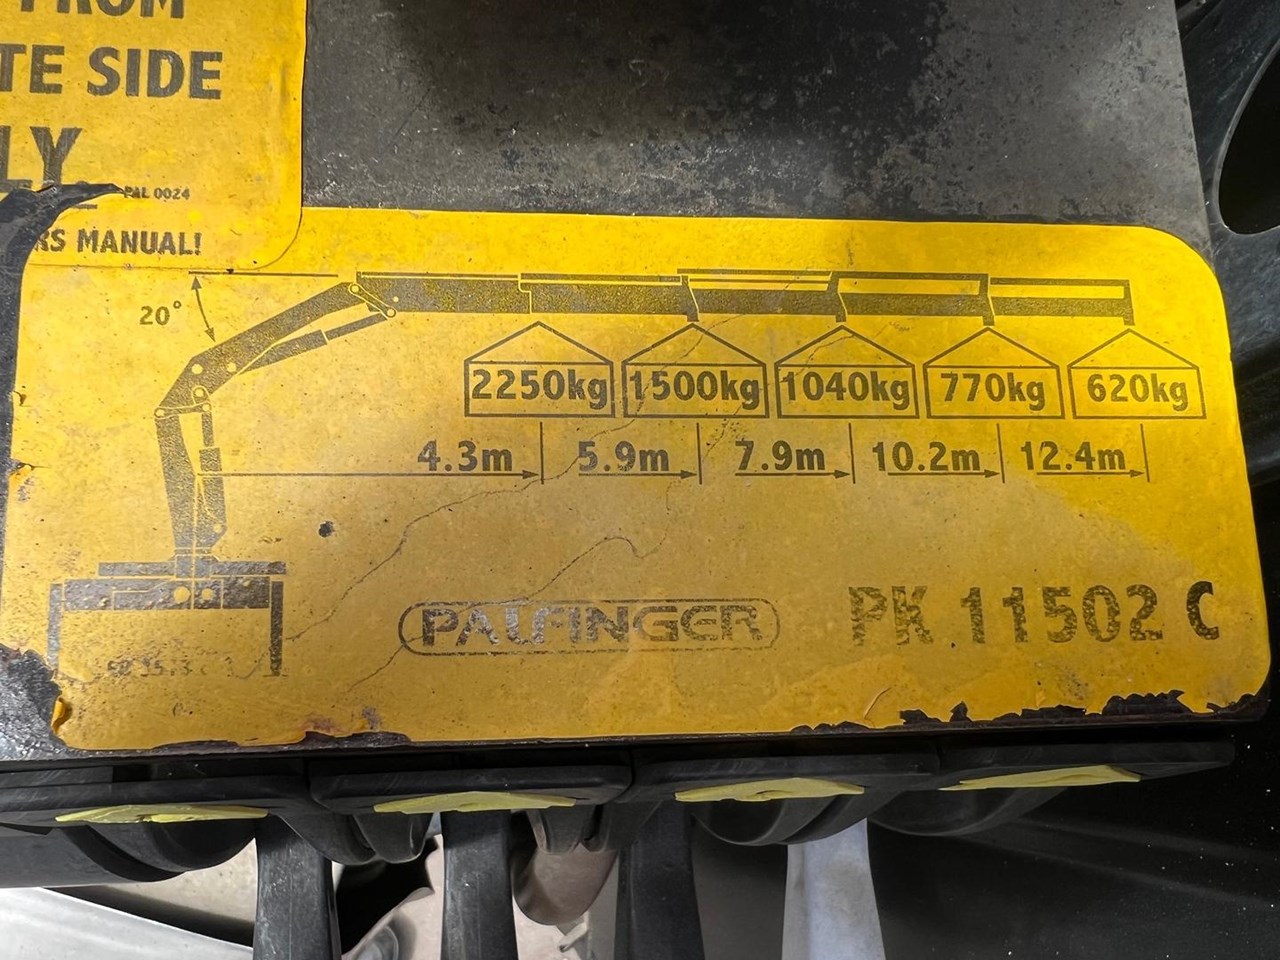 FROM
TE SIDE
LY.
PAL 0024
RS MANUAL!
20°
2250kg 1500kg 1040kg 770kg 620kg
4.3m 5.9m 7.9m 10.2m 12.4m
PALFINGER PK 11502 C